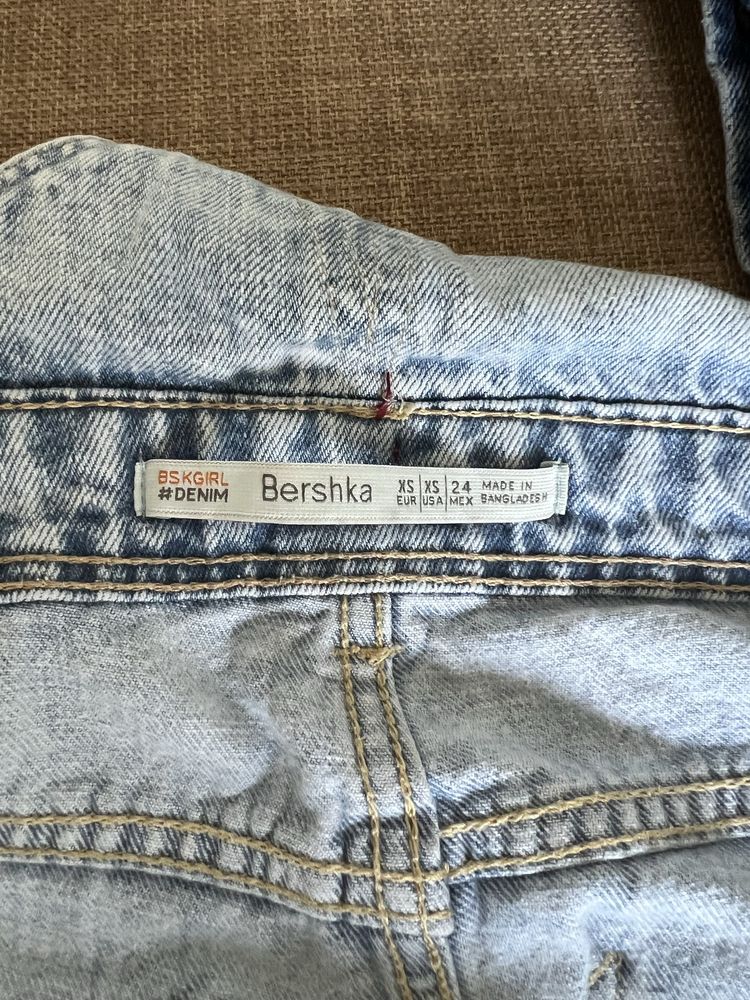 BSKGIRL
#DENIM
Bershka
XS XS 24 MADE IN
EUR USA MEX BANGLADESH